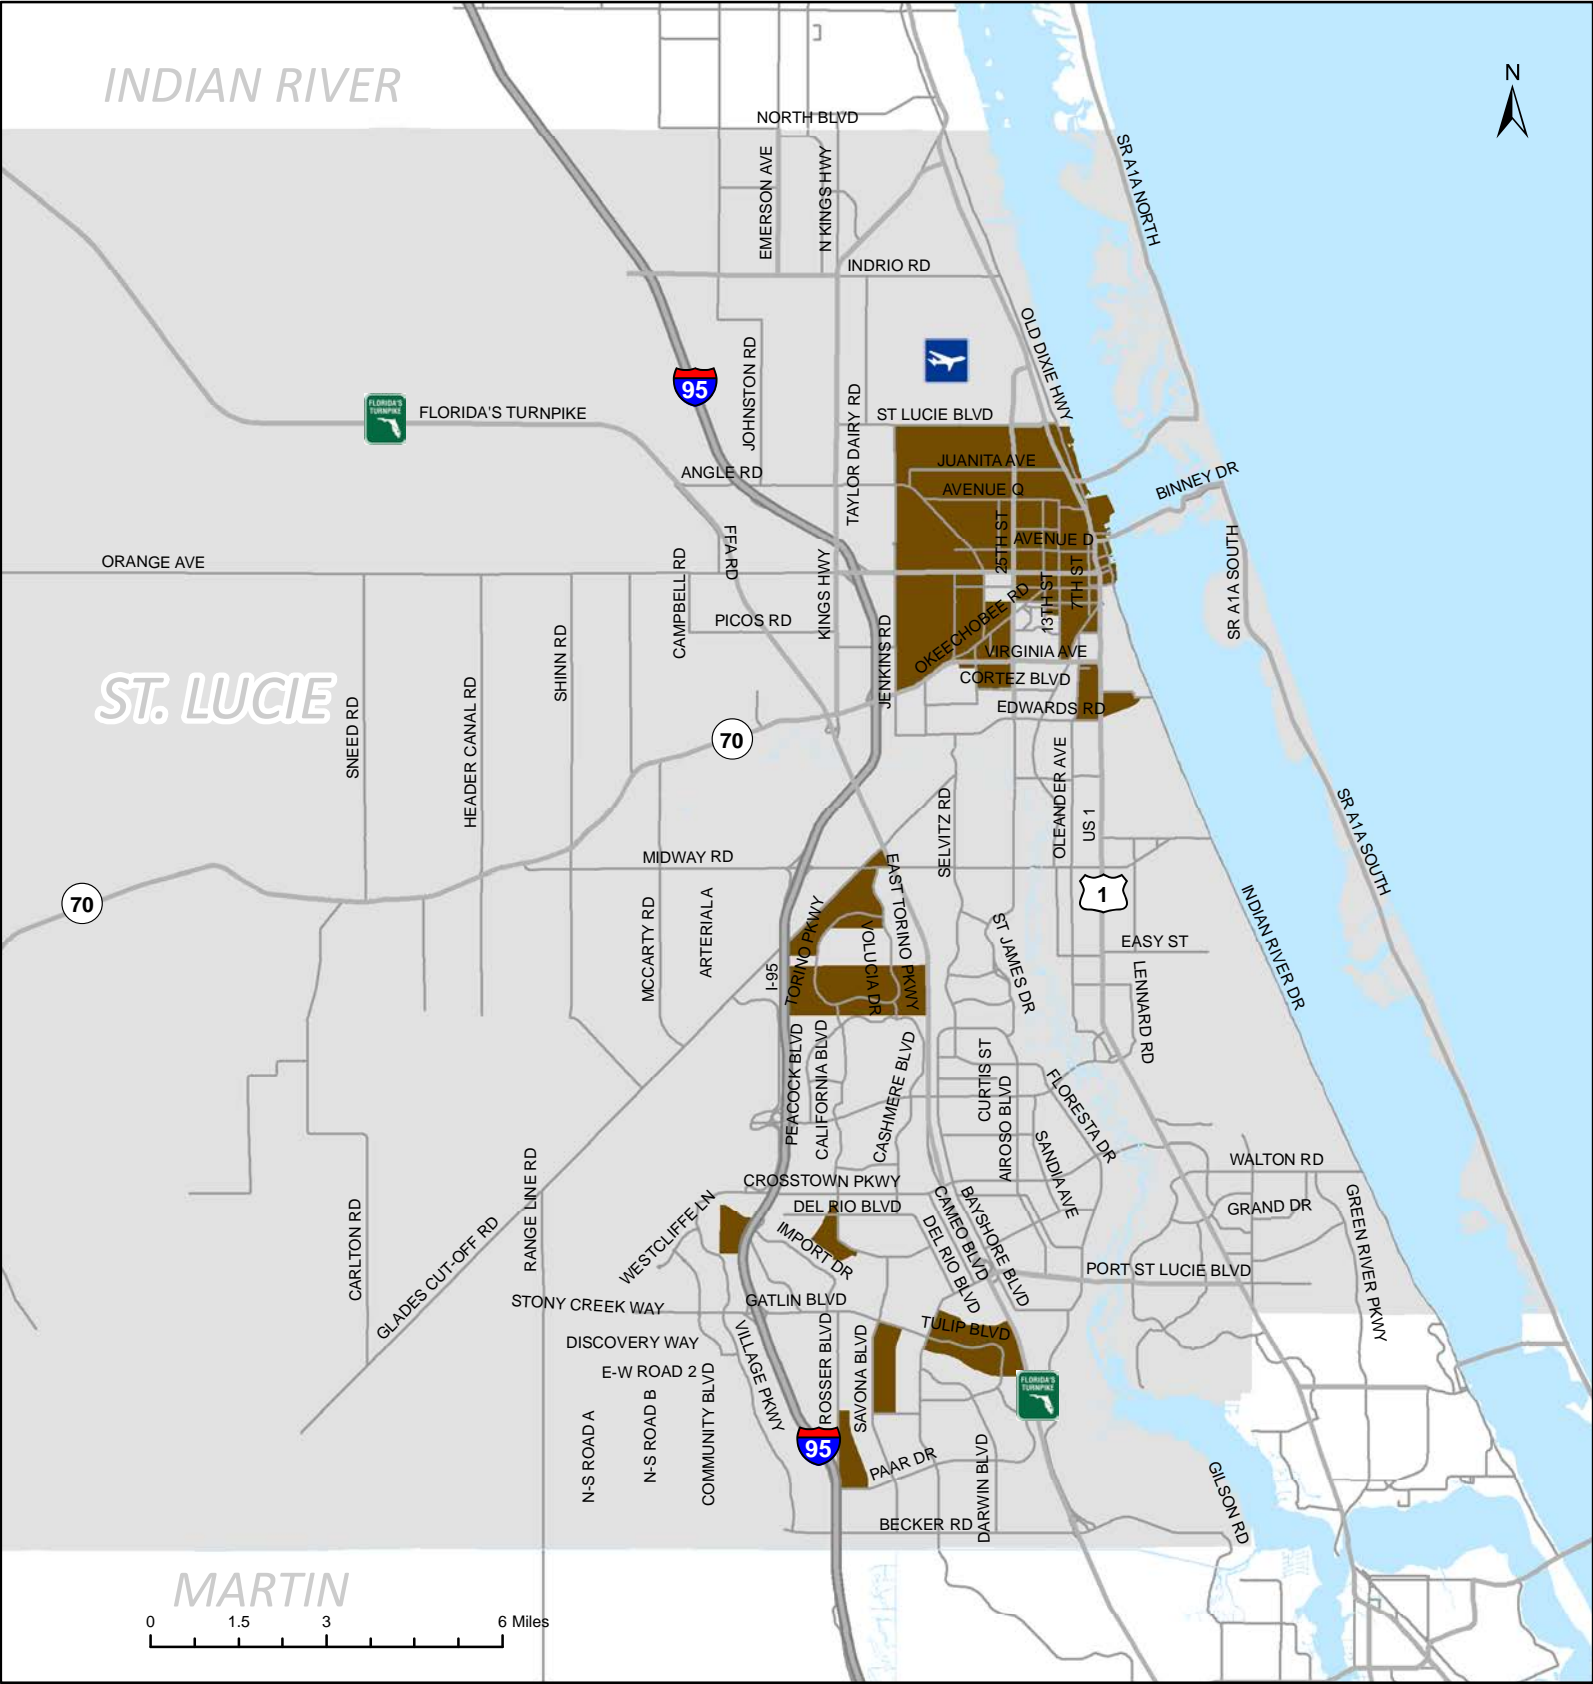 INDIAN RIVER
N
NORTH BLVD
SR A1A NORTH
EMERSON AVE
N KINGS HWY
INDRIO RD
OLD DIXIE HWY
JOHNSTON RD
95
FLORIDA'S
TURNPIKE
FLORIDA'S TURNPIKE
TAYLOR DAIRY RD
ST LUCIE BLVD
JUANITA AVE
ANGLE RD
BINNEY DR
AVENUE Q
25TH ST
AVENUE D
FFA RD
SR A1A SOUTH
ORANGE AVE
CAMPBELL RD
KINGS HWY
7TH ST
13TH ST
PICOS RD
OKEECHOBEE RD
JENKINS RD
SHINN RD
VIRGINIA AVE
CORTEZ BLVD
ST. LUCIE
HEADER CANAL RD
SNEED RD
EDWARDS RD
70
OLEANDER AVE
US 1
SELVITZ RD
SR A1A SOUTH
MIDWAY RD
EAST TORINO PKWY
70
1
INDIAN RIVER DR
MCCARTY RD
ARTERIAL A
TORINO PKWY
VOLUCIA DR
ST JAMES DR
EASY ST
I-95
LENNARD RD
PEACOCK BLVD
CALIFORNIA BLVD
CASHMERE BLVD
CURTIS ST
AIROSO BLVD
FLORESTA DR
SANDIA AVE
WALTON RD
RANGE LINE RD
CROSSTOWN PKWY
DEL RIO BLVD
CAMEO BLVD
BAYSHORE BLVD
GRAND DR
GREEN RIVER PKWY
CARLTON RD
GLADES CUT-OFF RD
WESTCLIFFE LN
IMPORT DR
DEL RIO BLVD
PORT ST LUCIE BLVD
STONY CREEK WAY
GATLIN BLVD
TULIP BLVD
DISCOVERY WAY
VILLAGE PKWY
ROSSER BLVD
SAVONA BLVD
E-W ROAD 2
FLORIDA'S
TURNPIKE
N-S ROAD A
N-S ROAD B
COMMUNITY BLVD
95
PAAR DR
DARWIN BLVD
GILSON RD
BECKER RD
MARTIN
0 1.5 3 6 Miles